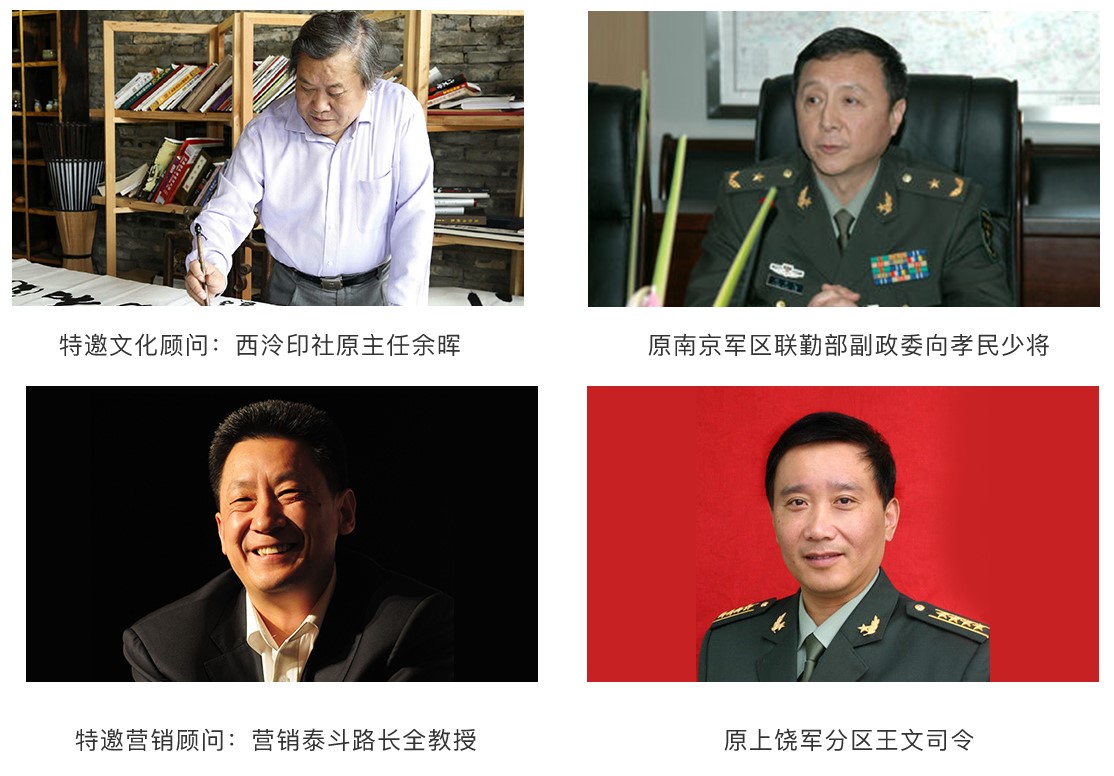 特邀文化顾问：西泠印社原主任余晖
原南京军区联勤部副政委向孝民少将
特邀营销顾问：营销泰斗路长全教授
原上饶军分区王文司令